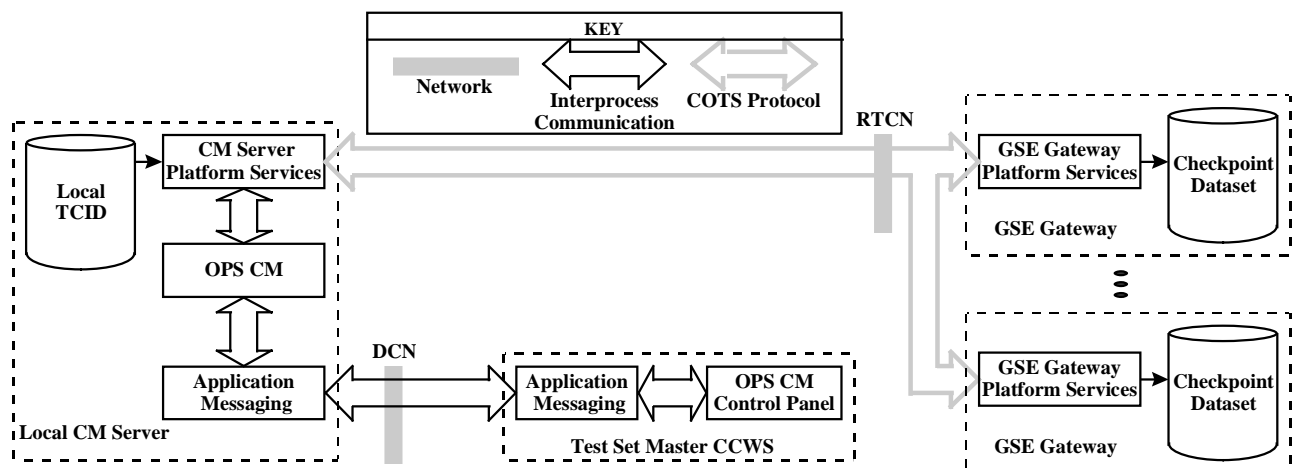 KEY
Network
Interprocess
Communication
COTS Protocol
RTCN
CM Server
Platform Services
Local
TCID
OPS CM
Application
Messaging
Local CM Server
DCN
Application
Messaging
OPS CM
Control Panel
Test Set Master CCWS
GSE Gateway
Platform Services
Checkpoint
Dataset
GSE Gateway
GSE Gateway
Platform Services
Checkpoint
Dataset
GSE Gateway